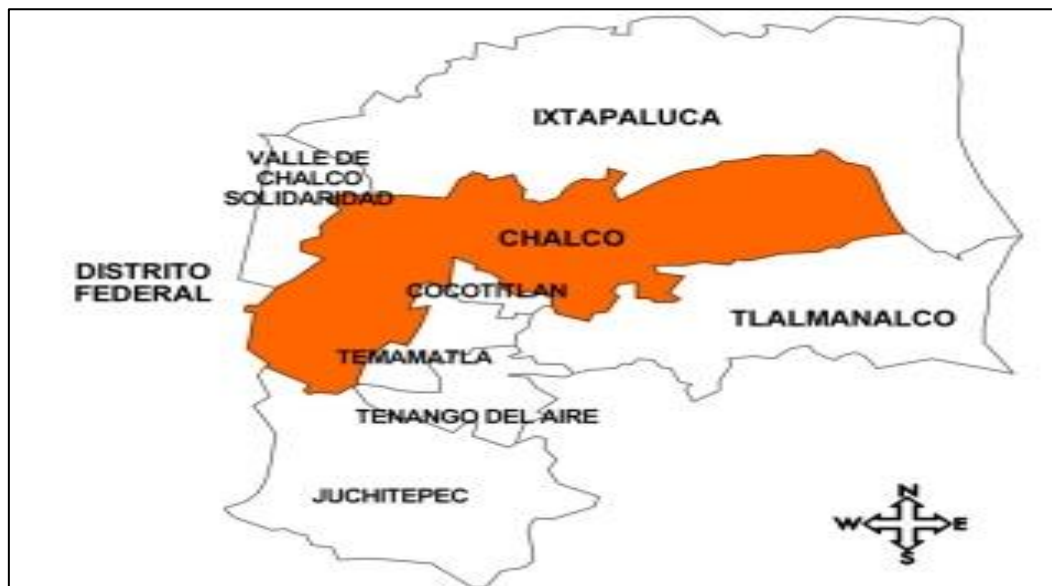 IXTAPALUCA
VALLE DE
CHALCO
SOLIDARIDAD
CHALCO
DISTRITO
FEDERAL
COCOTITLAN
TLALMANALCO
TEMAMATLA
TENANGO DEL AIRE
JUCHITEPEC
N
W
E
S